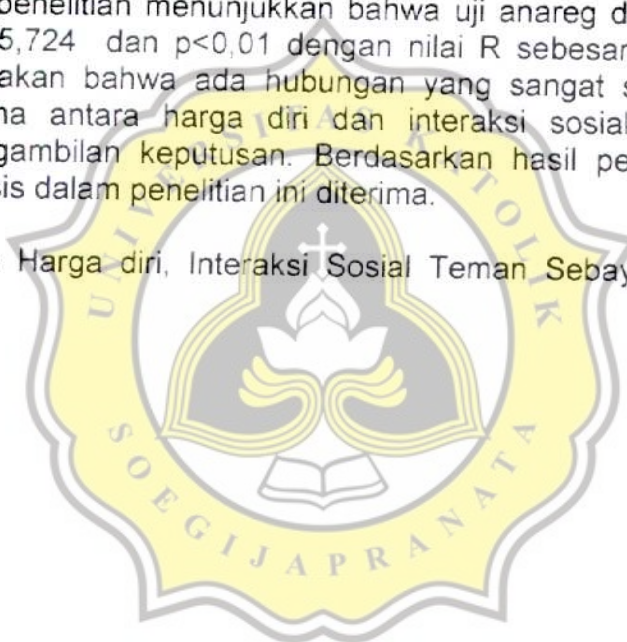 penelitian menunjukkan bahwa uji anareg d
5,724 dan p<0,01 dengan nilai R sebesar
akan bahwa ada hubungan yang sangat s
na antara harga diri dan interaksi sosial
gambilan keputusan. Berdasarkan hasil pe
sis dalam penelitian ini diterima.
: Harga diri, Interaksi Sosial Teman Sebay
UNIVERSITAS KATOLIK
SOEGIJAPRANATA